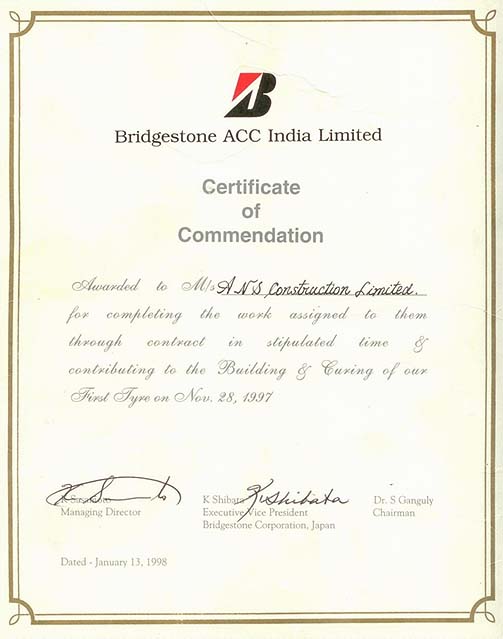 Bridgestone ACC India Limited
Certificate
of
Commendation
Awarded to M/s ANS Construction Limited.
for completing the work assigned to them
through contract in stipulated time &
contributing to the Building & Curing of our
First Tyre on Nov. 28, 1997
K Shibata K Shibata Dr. S Ganguly
Managing Director Executive Vice President Chairman
Bridgestone Corporation, Japan
Dated - January 13, 1998